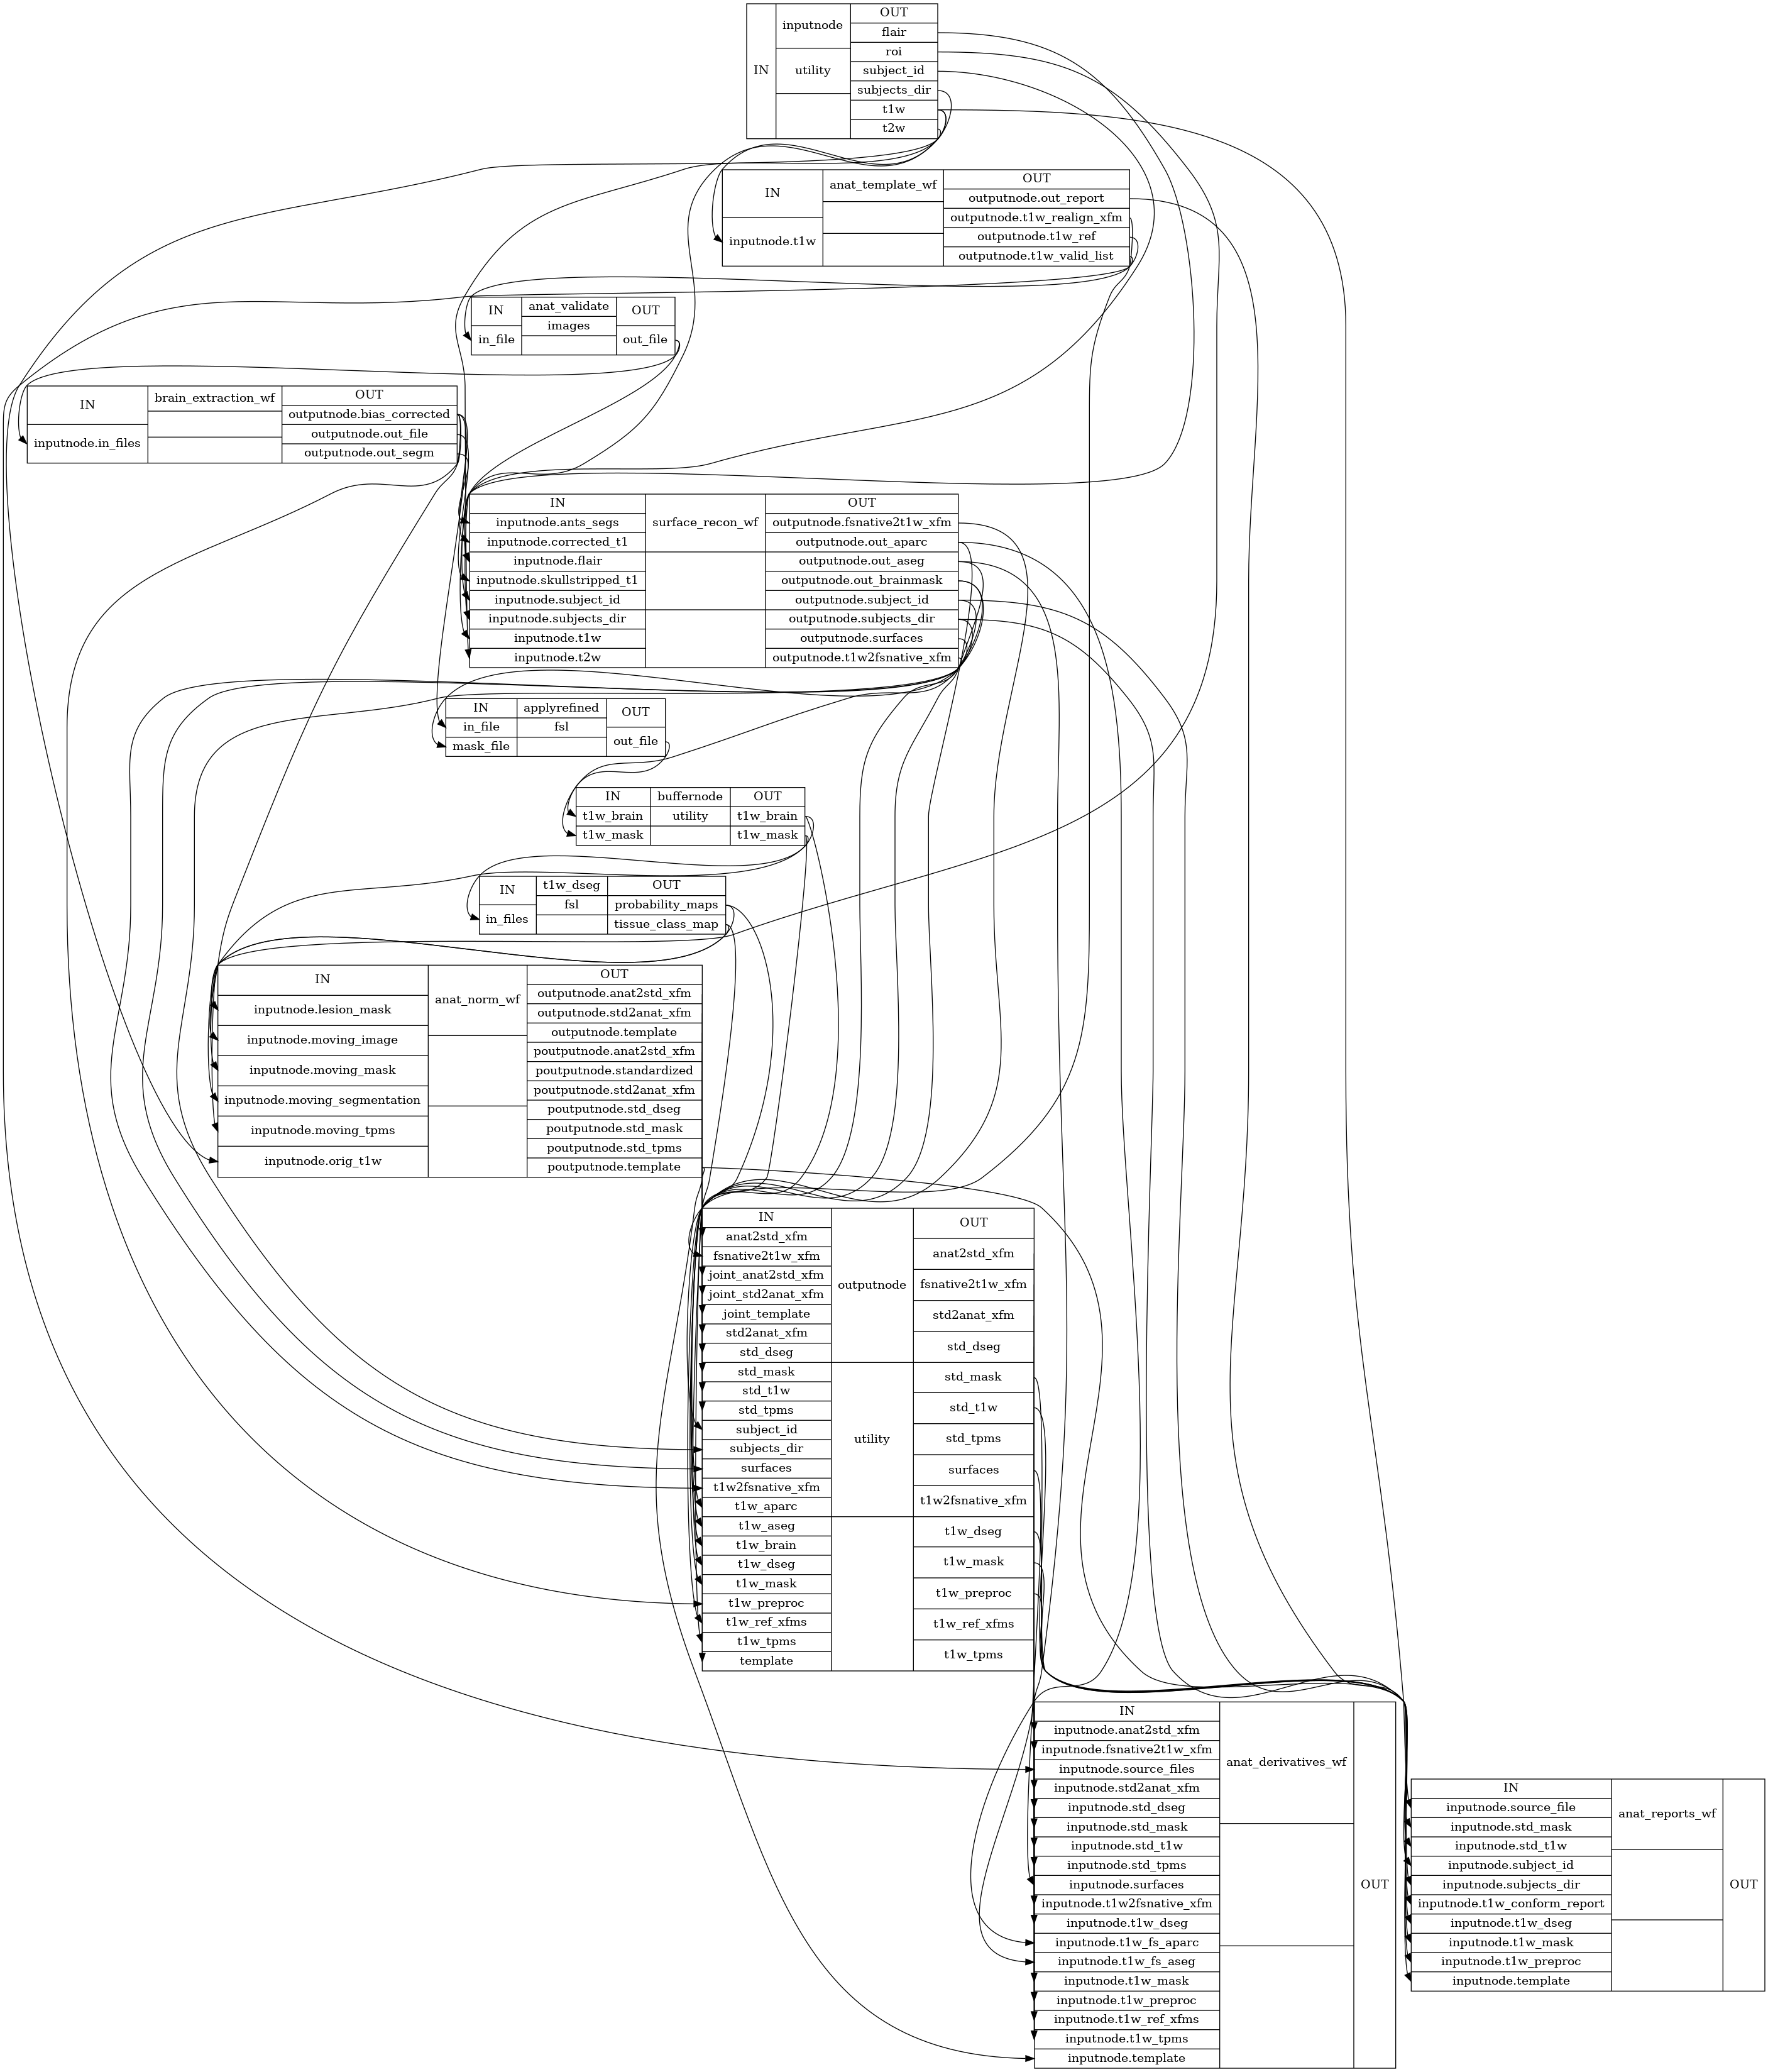 IN
inputnode
utility
OUT
flair
roi
subject_id
subjects_dir
t1w
t2w
IN
inputnode.t1w
anat_template_wf
OUT
outputnode.out_report
outputnode.t1w_realign_xfm
outputnode.t1w_ref
outputnode.t1w_valid_list
IN
in_file
anat_validate
images
OUT
out_file
IN
inputnode.in_files
brain_extraction_wf
OUT
outputnode.bias_corrected
outputnode.out_file
outputnode.out_segm
IN
inputnode.ants_segs
inputnode.corrected_t1
inputnode.flair
inputnode.skullstripped_t1
inputnode.subject_id
inputnode.subjects_dir
inputnode.t1w
inputnode.t2w
surface_recon_wf
OUT
outputnode.fsnative2t1w_xfm
outputnode.out_aparc
outputnode.out_aseg
outputnode.out_brainmask
outputnode.subject_id
outputnode.subjects_dir
outputnode.surfaces
outputnode.t1w2fsnative_xfm
IN
in_file
mask_file
applyrefined
fsl
OUT
out_file
IN
t1w_brain
t1w_mask
buffernode
utility
OUT
t1w_brain
t1w_mask
IN
in_files
t1w_dseg
fsl
OUT
probability_maps
tissue_class_map
IN
inputnode.lesion_mask
inputnode.moving_image
inputnode.moving_mask
inputnode.moving_segmentation
inputnode.moving_tpms
inputnode.orig_t1w
anat_norm_wf
OUT
outputnode.anat2std_xfm
outputnode.std2anat_xfm
outputnode.template
poutputnode.anat2std_xfm
poutputnode.standardized
poutputnode.std2anat_xfm
poutputnode.std_dseg
poutputnode.std_mask
poutputnode.std_tpms
poutputnode.template
IN
anat2std_xfm
fsnative2t1w_xfm
joint_anat2std_xfm
joint_std2anat_xfm
joint_template
std2anat_xfm
std_dseg
std_mask
std_t1w
std_tpms
subject_id
subjects_dir
surfaces
t1w2fsnative_xfm
t1w_aparc
t1w_aseg
t1w_brain
t1w_dseg
t1w_mask
t1w_preproc
t1w_ref_xfms
t1w_tpms
template
outputnode
utility
OUT
anat2std_xfm
fsnative2t1w_xfm
std2anat_xfm
std_dseg
std_mask
std_t1w
std_tpms
surfaces
t1w2fsnative_xfm
t1w_dseg
t1w_mask
t1w_preproc
t1w_ref_xfms
t1w_tpms
IN
inputnode.anat2std_xfm
inputnode.fsnative2t1w_xfm
inputnode.source_files
inputnode.std2anat_xfm
inputnode.std_dseg
inputnode.std_mask
inputnode.std_t1w
inputnode.std_tpms
inputnode.surfaces
inputnode.t1w2fsnative_xfm
inputnode.t1w_dseg
inputnode.t1w_fs_aparc
inputnode.t1w_fs_aseg
inputnode.t1w_mask
inputnode.t1w_preproc
inputnode.t1w_ref_xfms
inputnode.t1w_tpms
inputnode.template
anat_derivatives_wf
OUT
IN
inputnode.source_file
inputnode.std_mask
inputnode.std_t1w
inputnode.subject_id
inputnode.subjects_dir
inputnode.t1w_conform_report
inputnode.t1w_dseg
inputnode.t1w_mask
inputnode.t1w_preproc
inputnode.template
anat_reports_wf
OUT